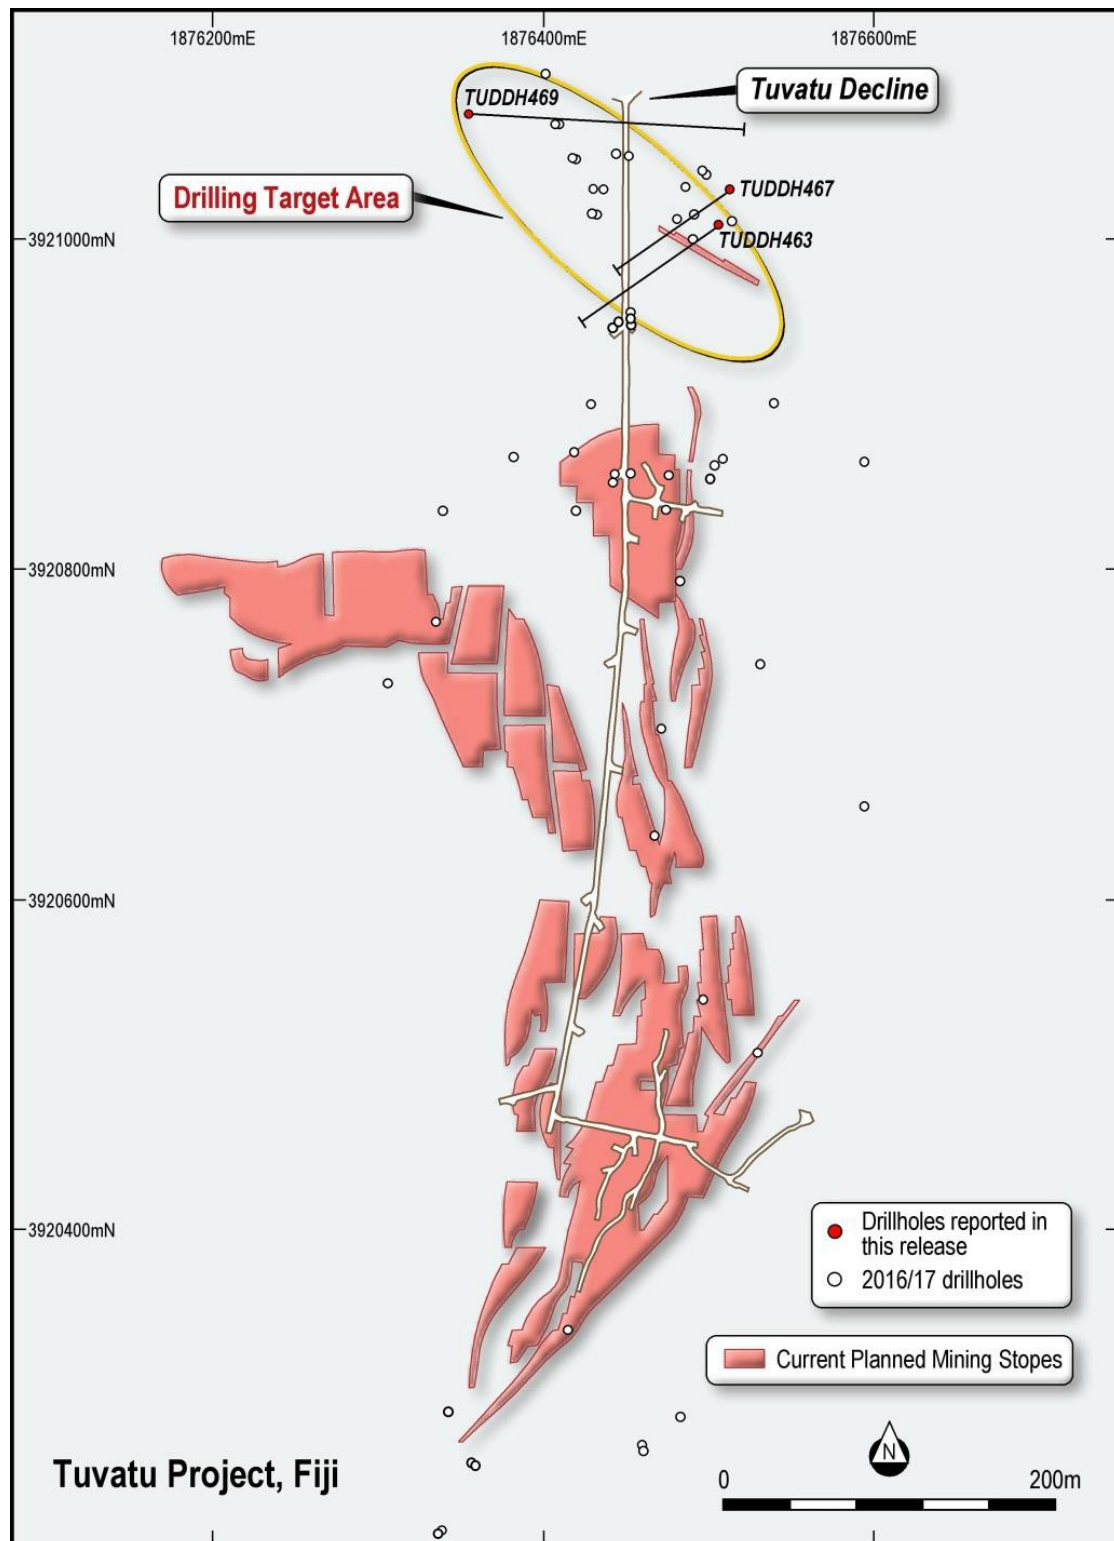 1876200mE
1876400mE
1876600mE
TUDDH469
Tuvatu Decline
TUDDH467
Drilling Target Area
TUDDH463
3921000mN
3920800mN
3920600mN
3920400mN
Drillholes reported in
this release
2016/17 drillholes
Current Planned Mining Stopes
N
Tuvatu Project, Fiji
0
200m